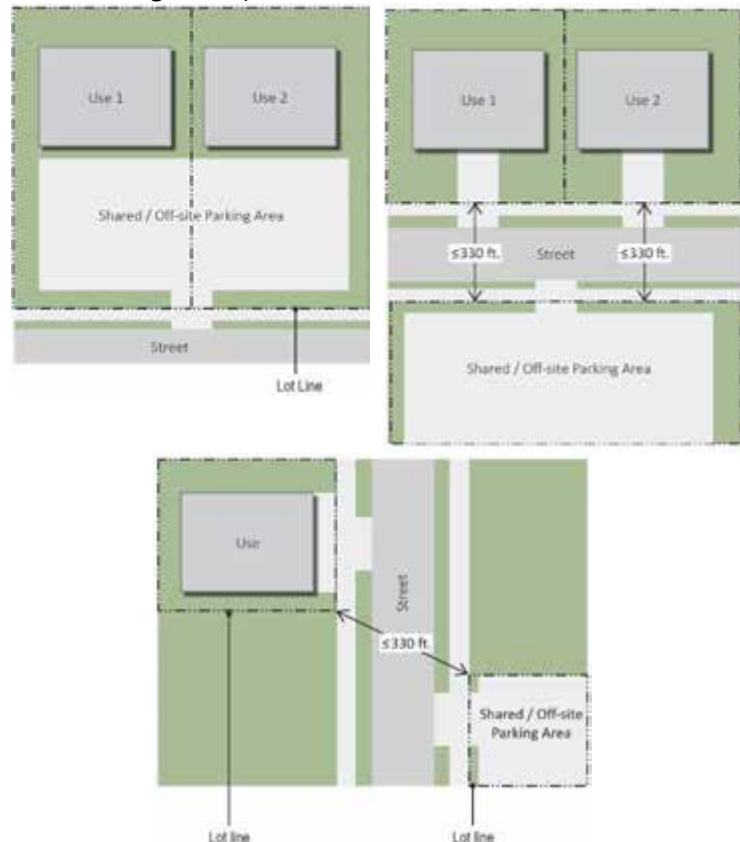 Use 1
Use 2
Shared / Off-site Parking Area
Street
Lot Line
Use 1
Use 2
≤330 ft.
Street
≤330 ft.
Shared / Off-site Parking Area
Use
Street
≤330 ft.
Shared / Off-site
Parking Area
Lot line
Lot line